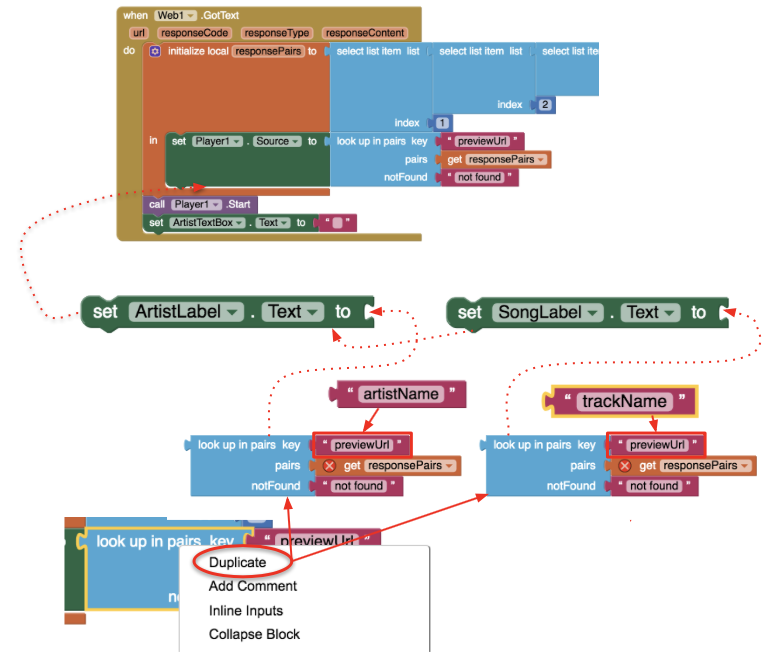 when Web1 .GotText
url responseCode responseType responseContent
do initialize local responsePairs to select list item list select list item list select list ite
index 2
index 1
in set Player1 . Source to look up in pairs key " previewUrl "
pairs get responsePairs
notFound " not found "
call Player1 .Start
set ArtistTextBox . Text to " "
set ArtistLabel . Text to
set SongLabel . Text to
" artistName "
" trackName "
look up in pairs key " previewUrl "
pairs get responsePairs
notFound " not found "
look up in pairs key " previewUrl "
pairs get responsePairs
notFound " not found "
look up in pairs key " previewUrl "
Duplicate
Add Comment
Inline Inputs
Collapse Block